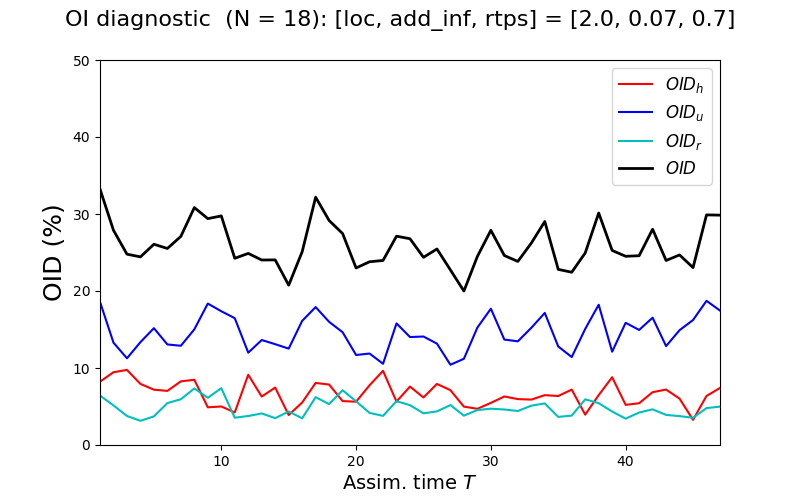 OI diagnostic (N = 18): [loc, add_inf, rtps] = [2.0, 0.07, 0.7]
OID (%)
50
40
30
20
10
0
OID_h
OID_u
OID_r
OID
10 20 30 40
Assim. time T